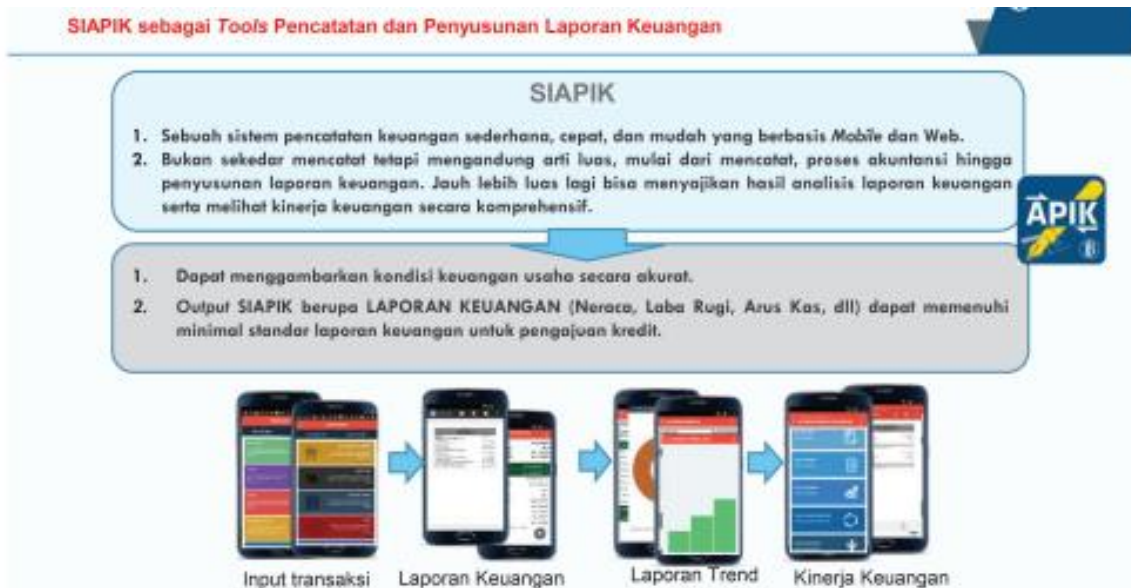 SIAPIK sebagai Tools Pencatatan dan Penyusunan Laporan Keuangan
SIAPIK
1. Sebuah sistem pencatatan keuangan sederhana, cepat, dan mudah yang berbasis Mobile dan Web.
2. Bukan sekedar mencatat tetapi mengandung arti luas, mulai dari mencatat, proses akuntansi hingga
penyusunan laporan keuangan. Jauh lebih luas lagi bisa menyajikan hasil analisis laporan keuangan
serta melihat kinerja keuangan secara komprehensif.
APIK
1. Dapat menggambarkan kondisi keuangan usaha secara akurat.
2. Output SIAPIK berupa LAPORAN KEUANGAN (Neraca, Laba Rugi, Arus Kas, dll) dapat memenuhi
minimal standar laporan keuangan untuk pengajuan kredit.
Input transaksi
Laporan Keuangan
Laporan Trend
Kinerja Keuangan